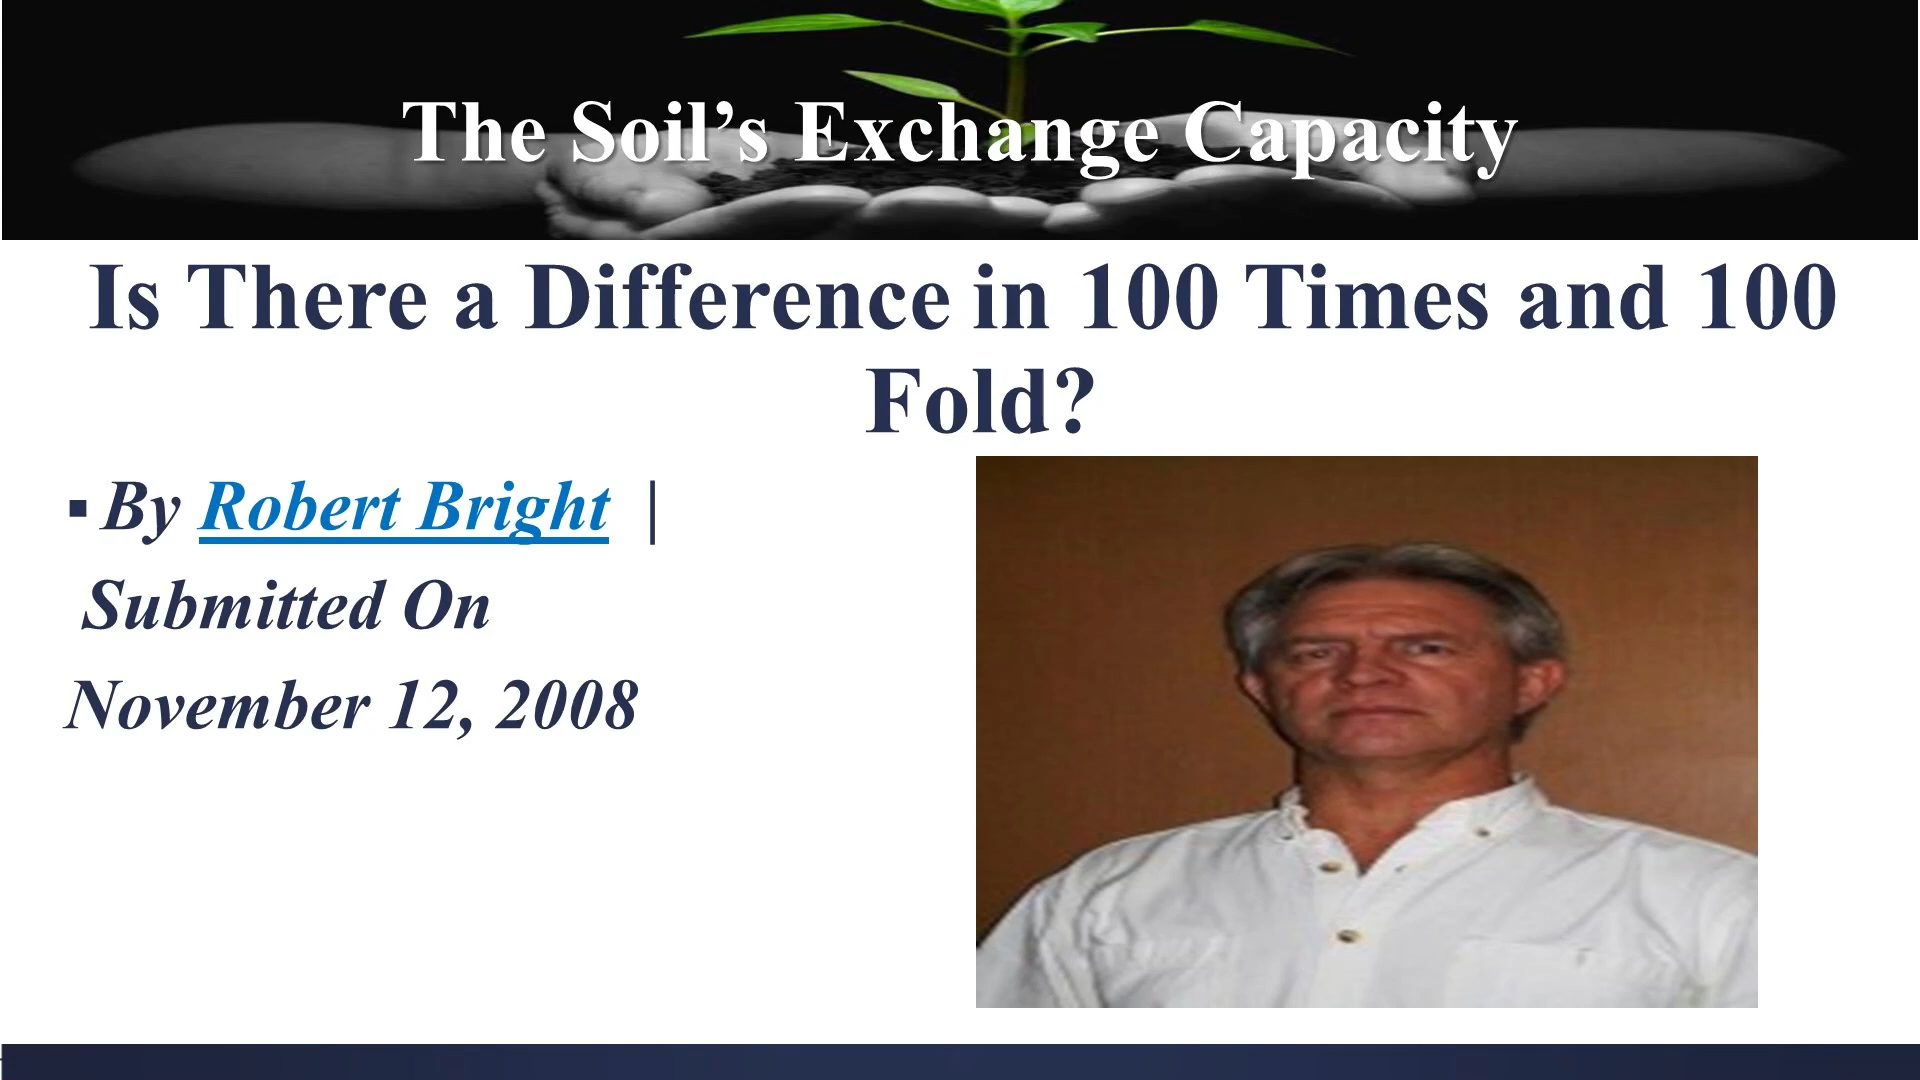 The Soil’s Exchange Capacity
Is There a Difference in 100 Times and 100
Fold?
▪ By Robert Bright |
Submitted On
November 12, 2008